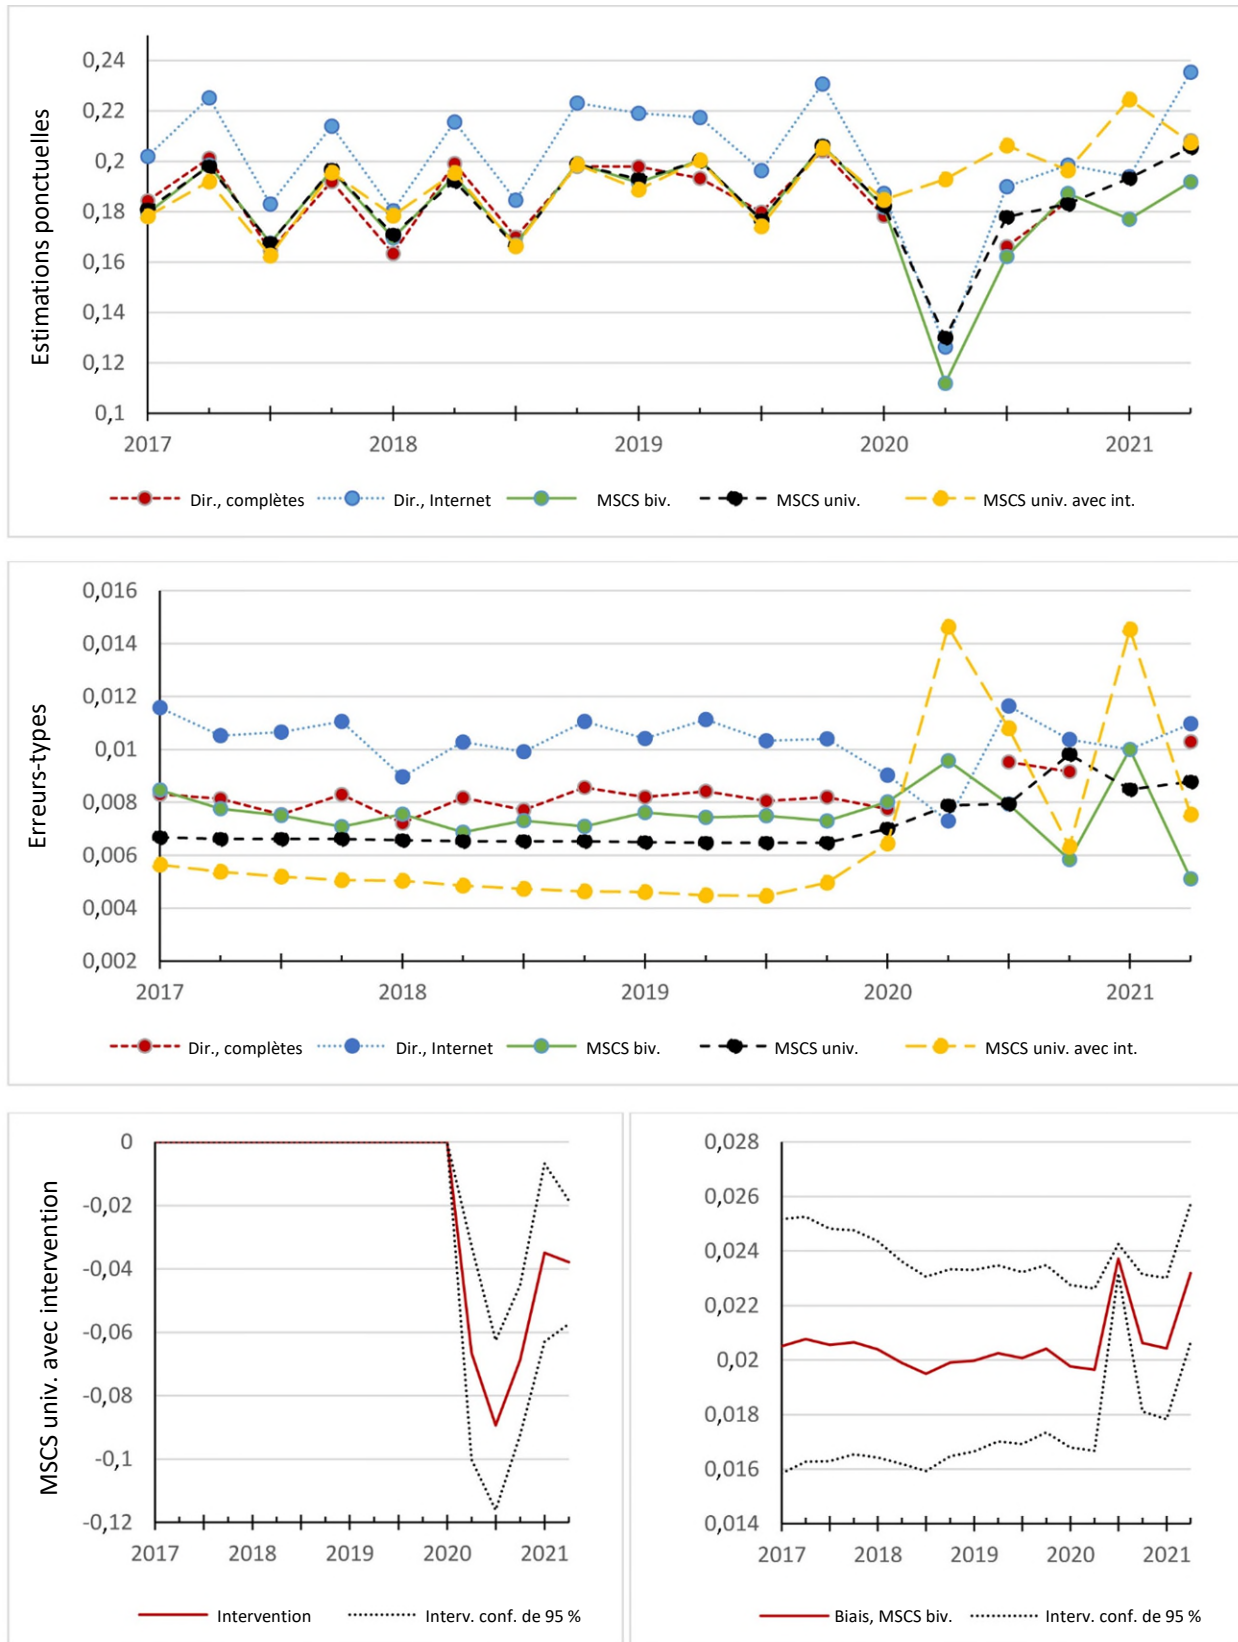 Estimations ponctuelles
0,24
0,22
0,2
0,18
0,16
0,14
0,12
0,1
2017 2018 2019 2020 2021
Dir., complètes Dir., Internet MSCS biv. MSCS univ. MSCS univ. avec int.
Erreurs-types
0,016
0,014
0,012
0,01
0,008
0,006
0,004
0,002
2017 2018 2019 2020 2021
Dir., complètes Dir., Internet MSCS biv. MSCS univ. MSCS univ. avec int.
MSCS univ. avec intervention
0
-0,02
-0,04
-0,06
-0,08
-0,1
-0,12
2017 2018 2019 2020 2021
Intervention Interv. conf. de 95 %
0,028
0,026
0,024
0,022
0,02
0,018
0,016
0,014
2017 2018 2019 2020 2021
Biais, MSCS biv. Interv. conf. de 95 %